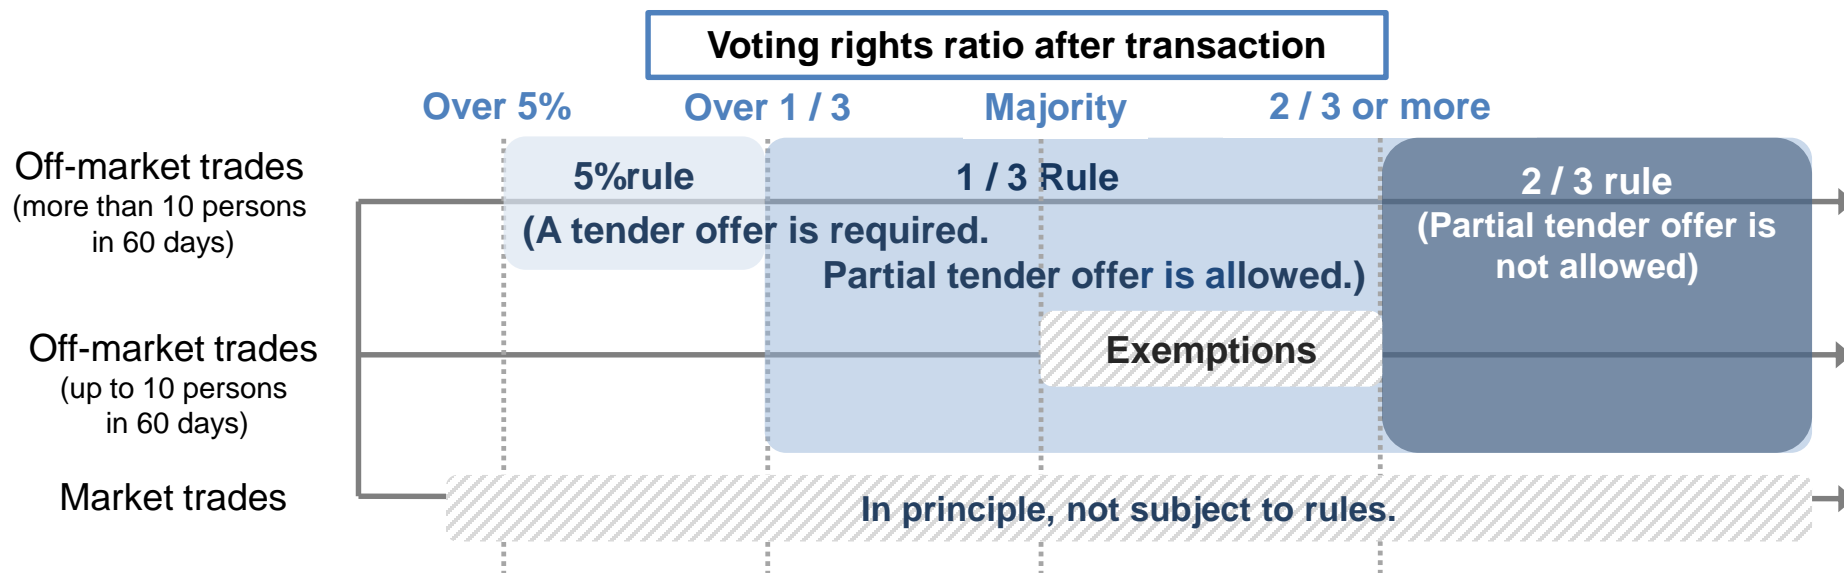 Voting rights ratio after transaction
Over 5%
Over 1 / 3
Majority
2 / 3 or more
Off-market trades
(more than 10 persons
in 60 days)
5%rule
1 / 3 Rule
(A tender offer is required.
Partial tender offer is allowed.)
2 / 3 rule
(Partial tender offer is
not allowed)
Off-market trades
(up to 10 persons
in 60 days)
Exemptions
Market trades
In principle, not subject to rules.